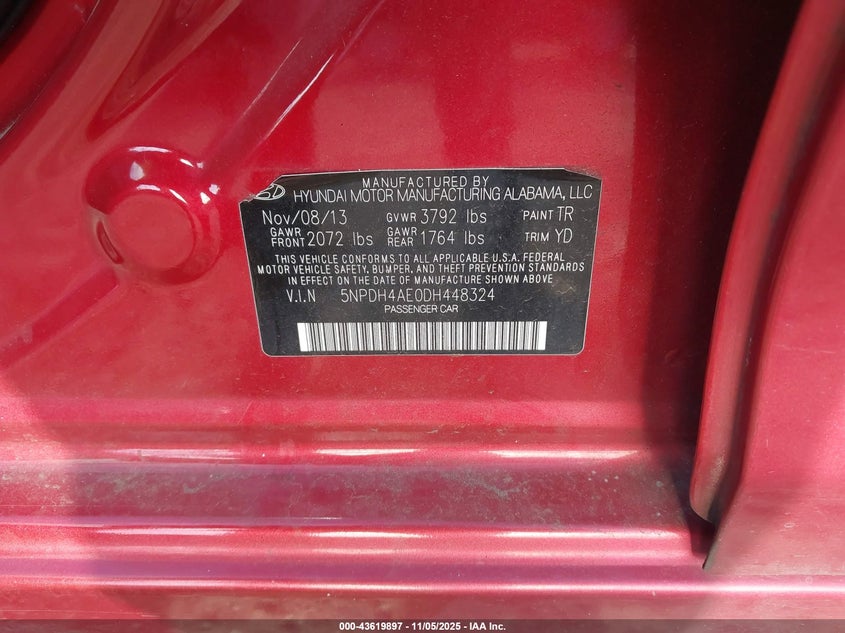 MANUFACTURED BY
HYUNDAI MOTOR MANUFACTURING ALABAMA, LLC
Nov/08/13 GVWR 3792 lbs PAINT TR
GAWR FRONT 2072 lbs GAWR REAR 1764 lbs TRIM YD
THIS VEHICLE CONFORMS TO ALL APPLICABLE U.S.A. FEDERAL
MOTOR VEHICLE SAFETY, BUMPER, AND THEFT PREVENTION STANDARDS
IN EFFECT ON THE DATE OF MANUFACTURE SHOWN ABOVE.
V.I.N 5NPDH4AE0DH448324
PASSENGER CAR
000-43619897 - 11/05/2025 - IAA Inc.